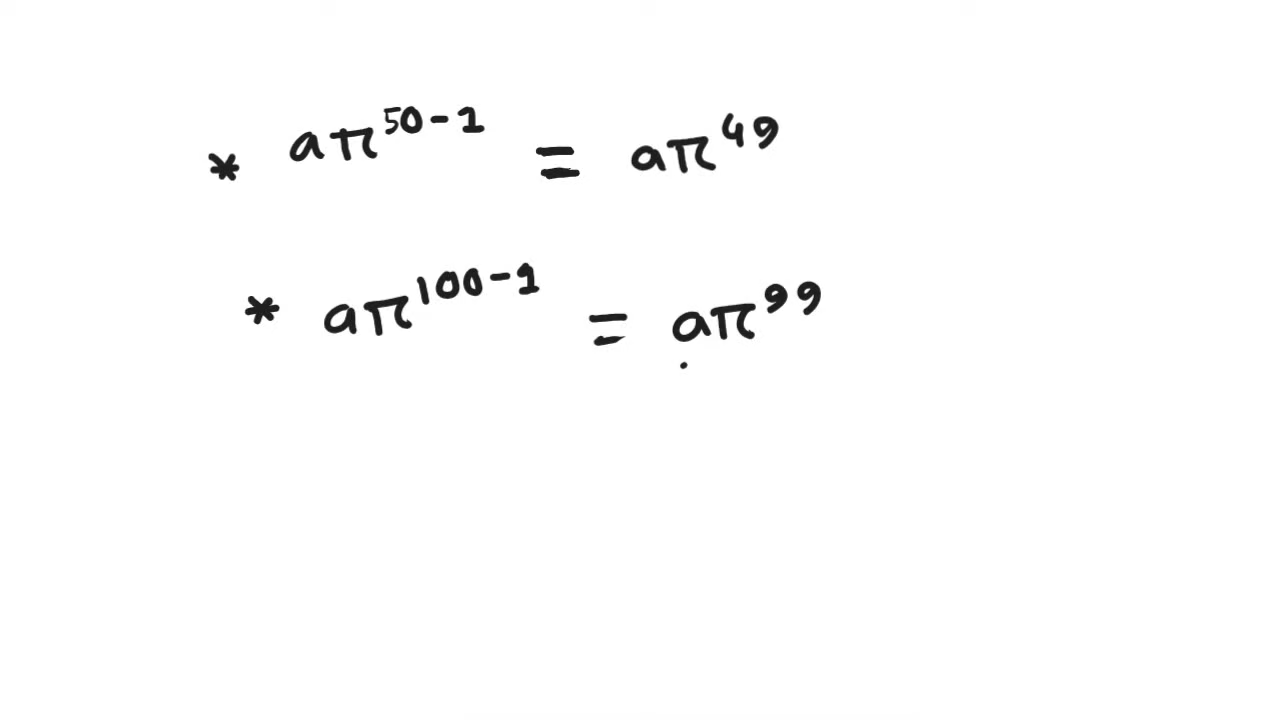 * aπ^50-1 = aπ^49
* aπ^100-1 = aπ^99